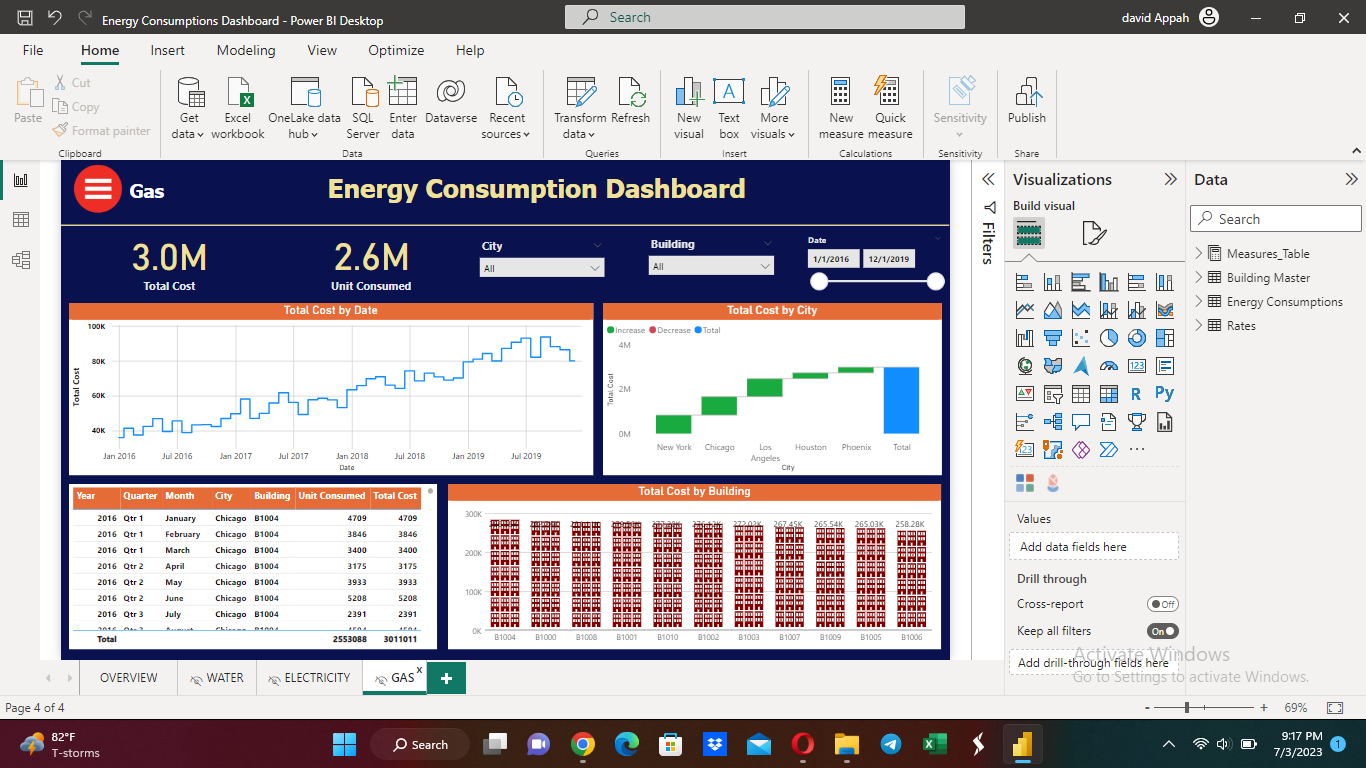 Energy Consumptions Dashboard - Power BI Desktop
Search
david Appah
File Home Insert Modeling View Optimize Help
Paste
Cut
Copy
Format painter
Clipboard
Get data
Excel workbook
OneLake data hub
SQL Server
Enter data
Dataverse
Recent sources
Data
Transform data
Refresh
Queries
New visual
Text box
More visuals
Insert
New measure
Quick measure
Calculations
Sensitivity
Sensitivity
Publish
Share
Gas
Energy Consumption Dashboard
3.0M
Total Cost
2.6M
Unit Consumed
City
All
Building
All
Date
1/1/2016 12/1/2019
Total Cost by Date
100K
80K
60K
40K
Total Cost
Jan 2016 Jul 2016 Jan 2017 Jul 2017 Jan 2018 Jul 2018 Jan 2019 Jul 2019
Date
Total Cost by City
Increase Decrease Total
4M
2M
0M
Total Cost
New York Chicago Los Angeles Houston Phoenix Total
City
Year Quarter Month City Building Unit Consumed Total Cost
2016 Qtr 1 January Chicago B1004 4709 4709
2016 Qtr 1 February Chicago B1004 3846 3846
2016 Qtr 1 March Chicago B1004 3400 3400
2016 Qtr 2 April Chicago B1004 3175 3175
2016 Qtr 2 May Chicago B1004 3933 3933
2016 Qtr 2 June Chicago B1004 5208 5208
2016 Qtr 3 July Chicago B1004 2391 2391
Total 2553088 3011011
Total Cost by Building
300K
200K
100K
0K
272.02K 267.45K 265.54K 265.03K 258.28K
B1004 B1000 B1008 B1001 B1010 B1002 B1003 B1007 B1009 B1005 B1006
Filters
Visualizations
Build visual
Values
Add data fields here
Drill through
Cross-report Off
Keep all filters On
Add drill-through fields here
Data
Search
Measures_Table
Building Master
Energy Consumptions
Rates
Activate Windows
Go to Settings to activate Windows.
OVERVIEW WATER ELECTRICITY GAS
Page 4 of 4
69%
82°F
T-storms
Search
9:17 PM
7/3/2023
1